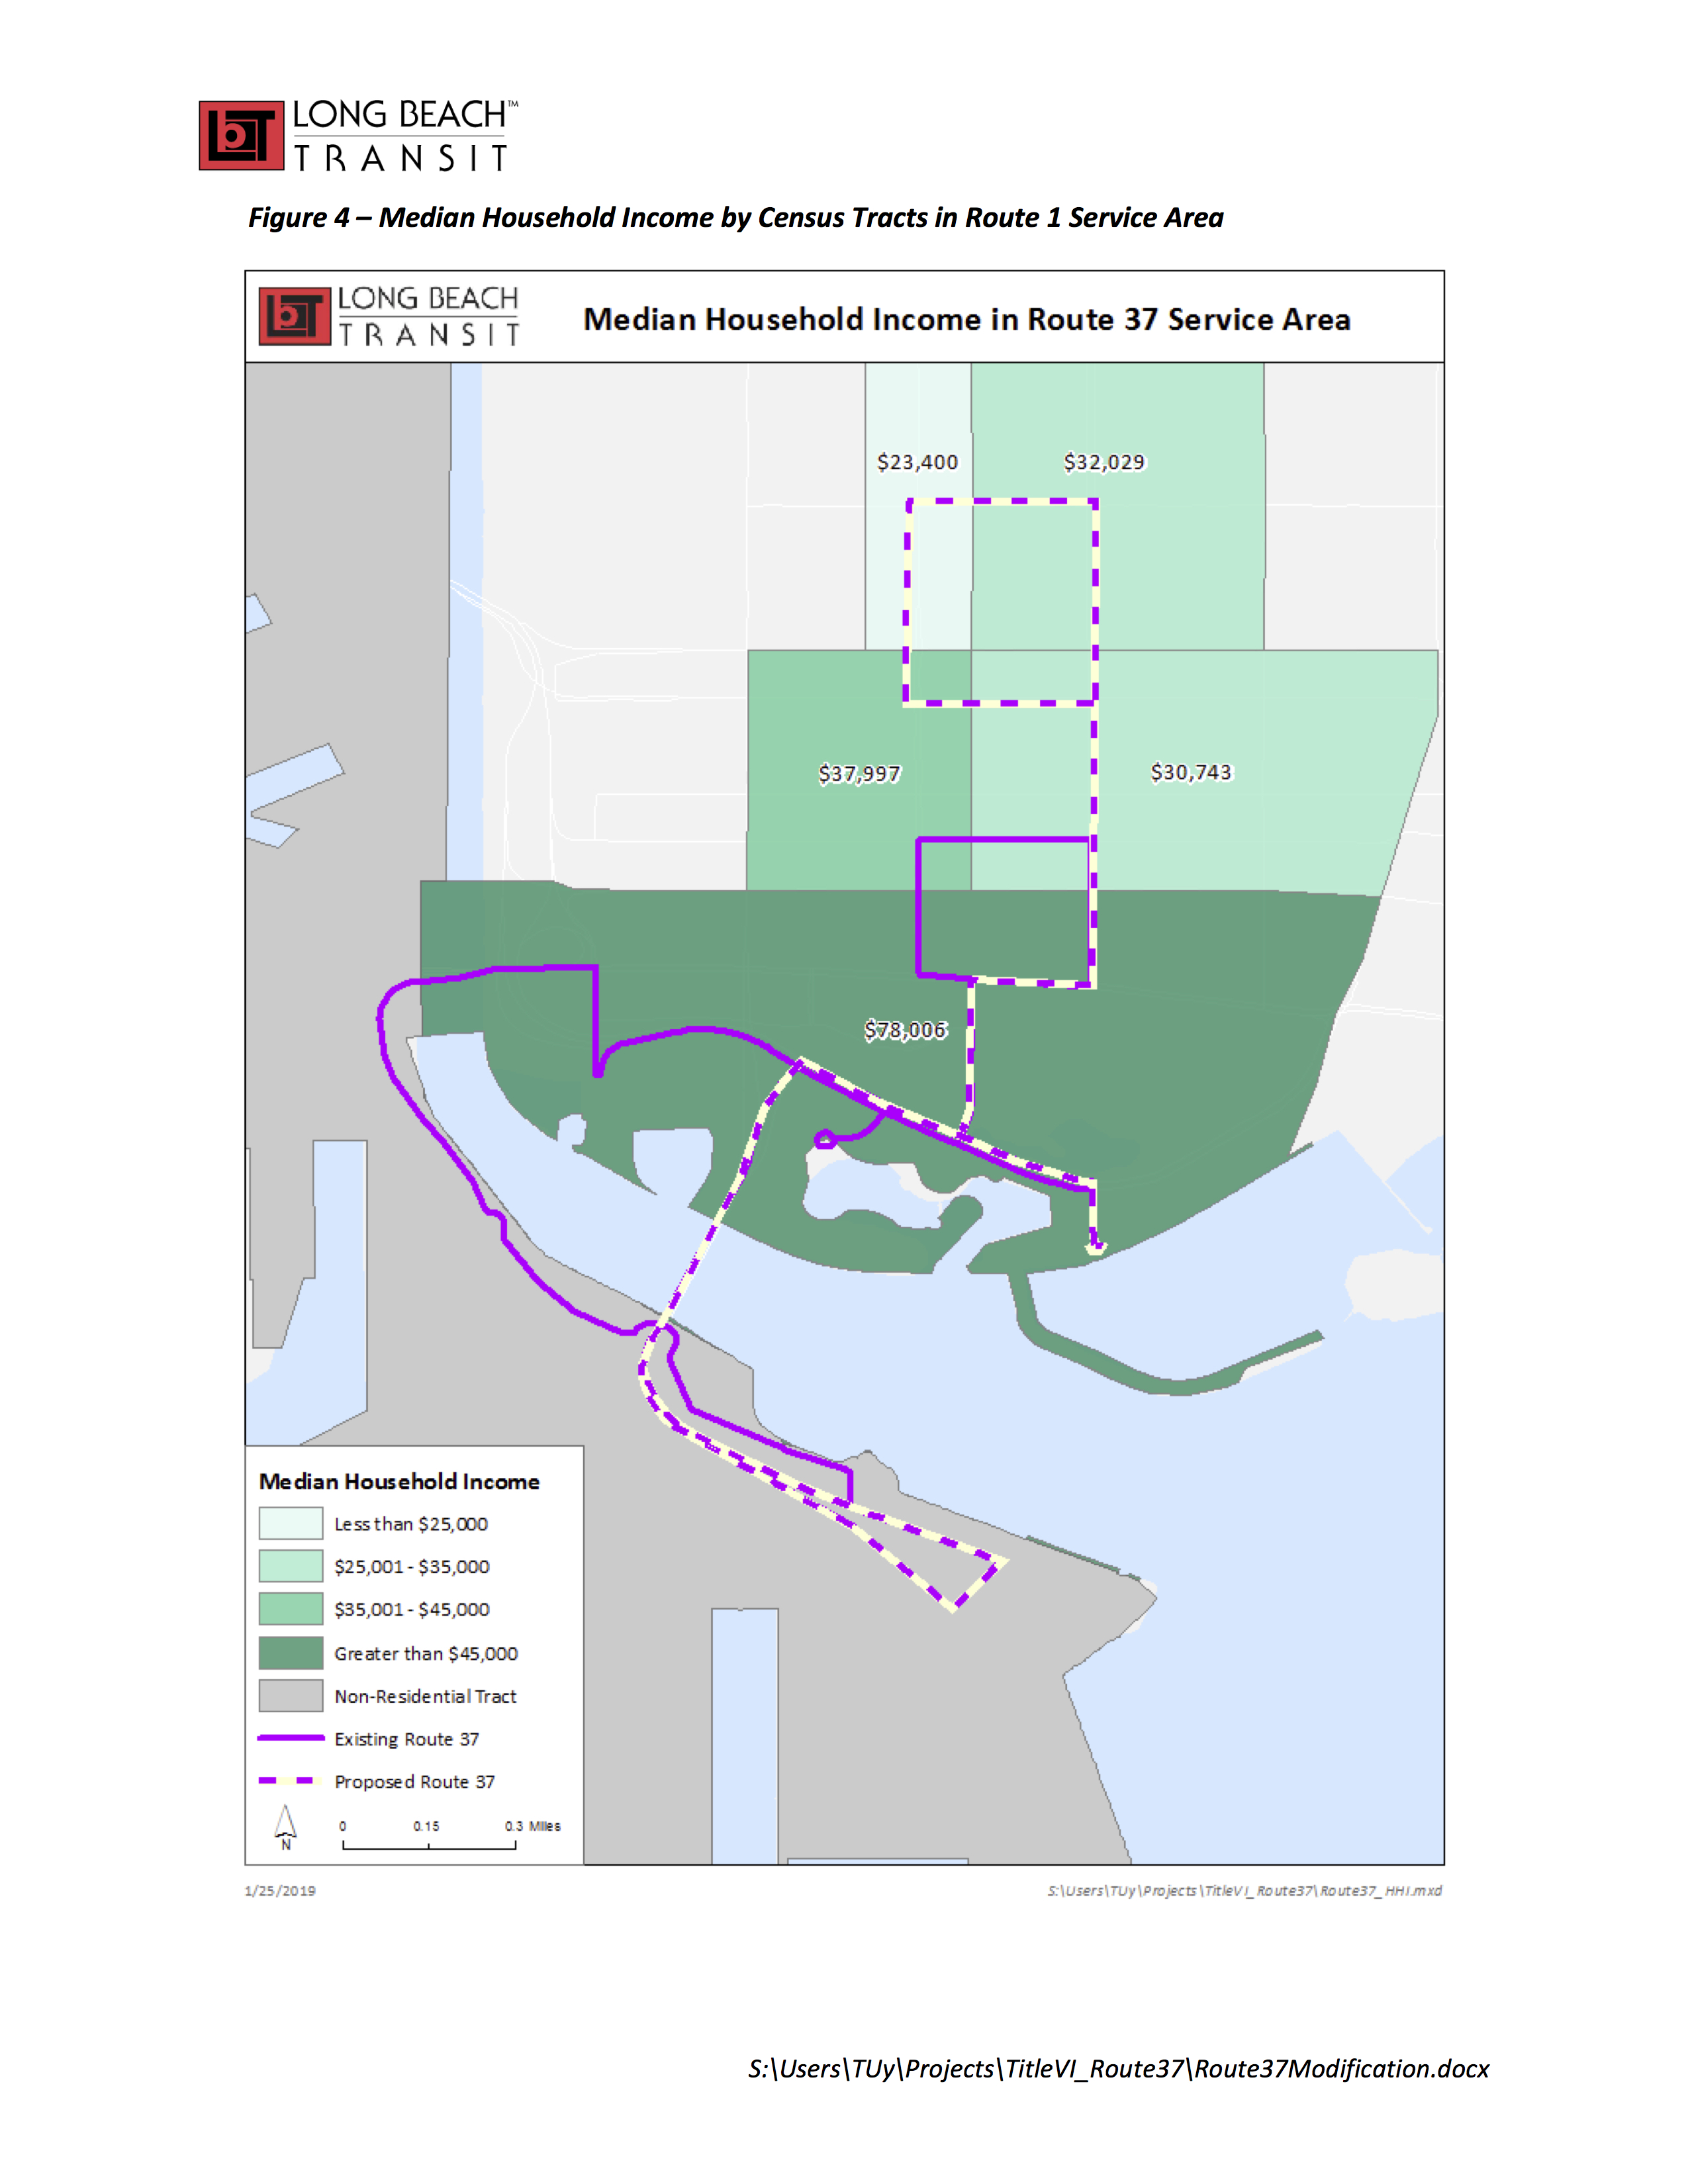 LONG BEACH™
TRANSIT
Figure 4 – Median Household Income by Census Tracts in Route 1 Service Area
LONG BEACH
TRANSIT
Median Household Income in Route 37 Service Area
$23,400
$32,029
$37,997
$30,743
$78,006
Median Household Income
Less than $25,000
$25,001 - $35,000
$35,001 - $45,000
Greater than $45,000
Non-Residential Tract
Existing Route 37
Proposed Route 37
N
0 0.15 0.3 Miles
1/25/2019
S:\Users\TUy\Projects\TitleVI_Route37\Route37_HHI.mxd
S:\Users\TUy\Projects\TitleVI_Route37\Route37Modification.docx